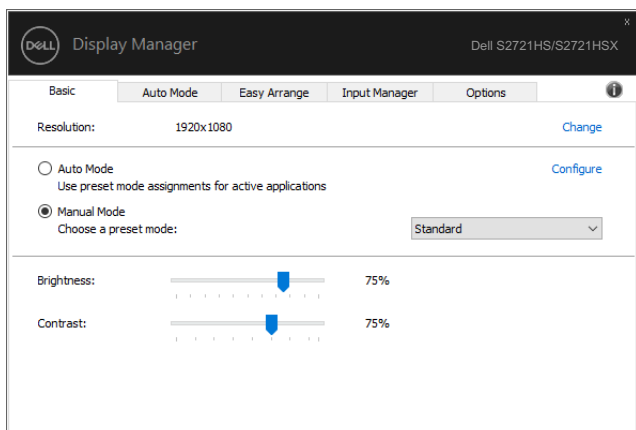 x
DELL Display Manager Dell S2721HS/S2721HSX
Basic Auto Mode Easy Arrange Input Manager Options i
Resolution: 1920x1080 Change
Auto Mode Configure
Use preset mode assignments for active applications
Manual Mode
Choose a preset mode: Standard
Brightness: 75%
Contrast: 75%